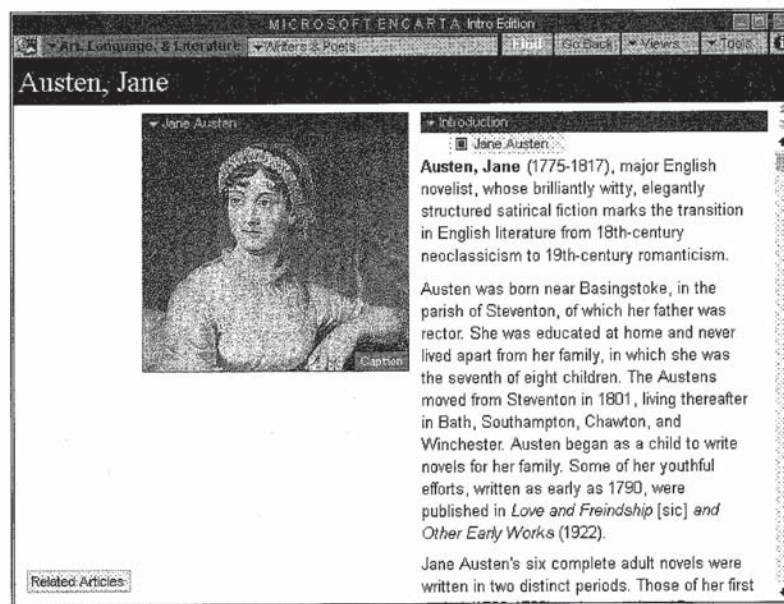 MICROSOFT ENCARTA Intro Edition
Art, Language, & Literature Writers & Poets Find Go Back Views Tools
Austen, Jane
Jane Austen
Caption
Related Articles
Introduction
Jane Austen
Austen, Jane (1775-1817), major English
novelist, whose brilliantly witty, elegantly
structured satirical fiction marks the transition
in English literature from 18th-century
neoclassicism to 19th-century romanticism.
Austen was born near Basingstoke, in the
parish of Steventon, of which her father was
rector. She was educated at home and never
lived apart from her family, in which she was
the seventh of eight children. The Austens
moved from Steventon in 1801, living thereafter
in Bath, Southampton, Chawton, and
Winchester. Austen began as a child to write
novels for her family. Some of her youthful
efforts, written as early as 1790, were
published in Love and Freindship [sic] and
Other Early Works (1922).
Jane Austen's six complete adult novels were
written in two distinct periods. Those of her first